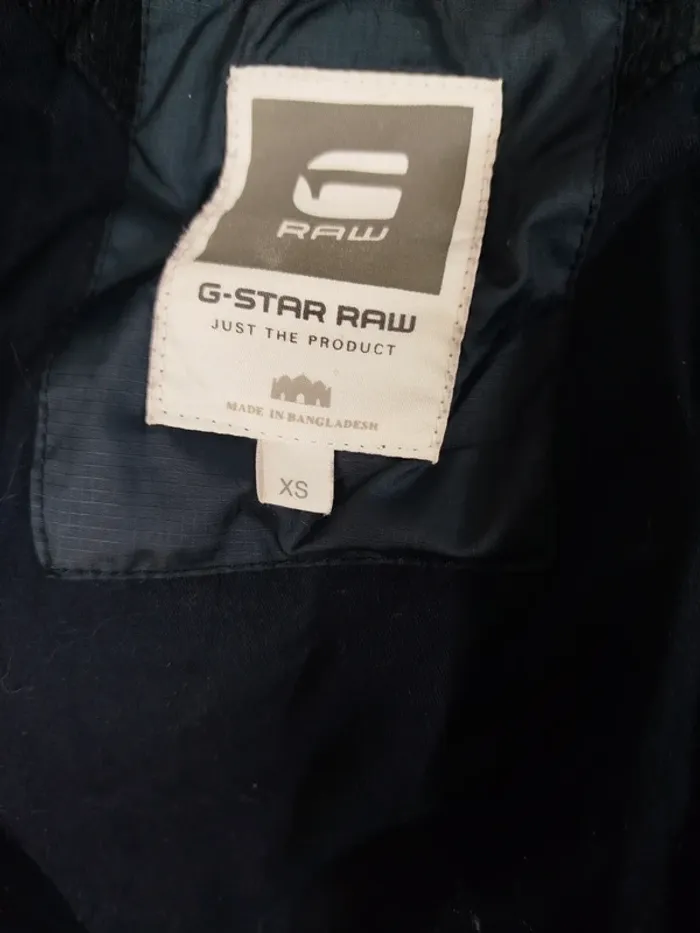 RAW
G-STAR RAW
JUST THE PRODUCT
MADE IN BANGLADESH
XS